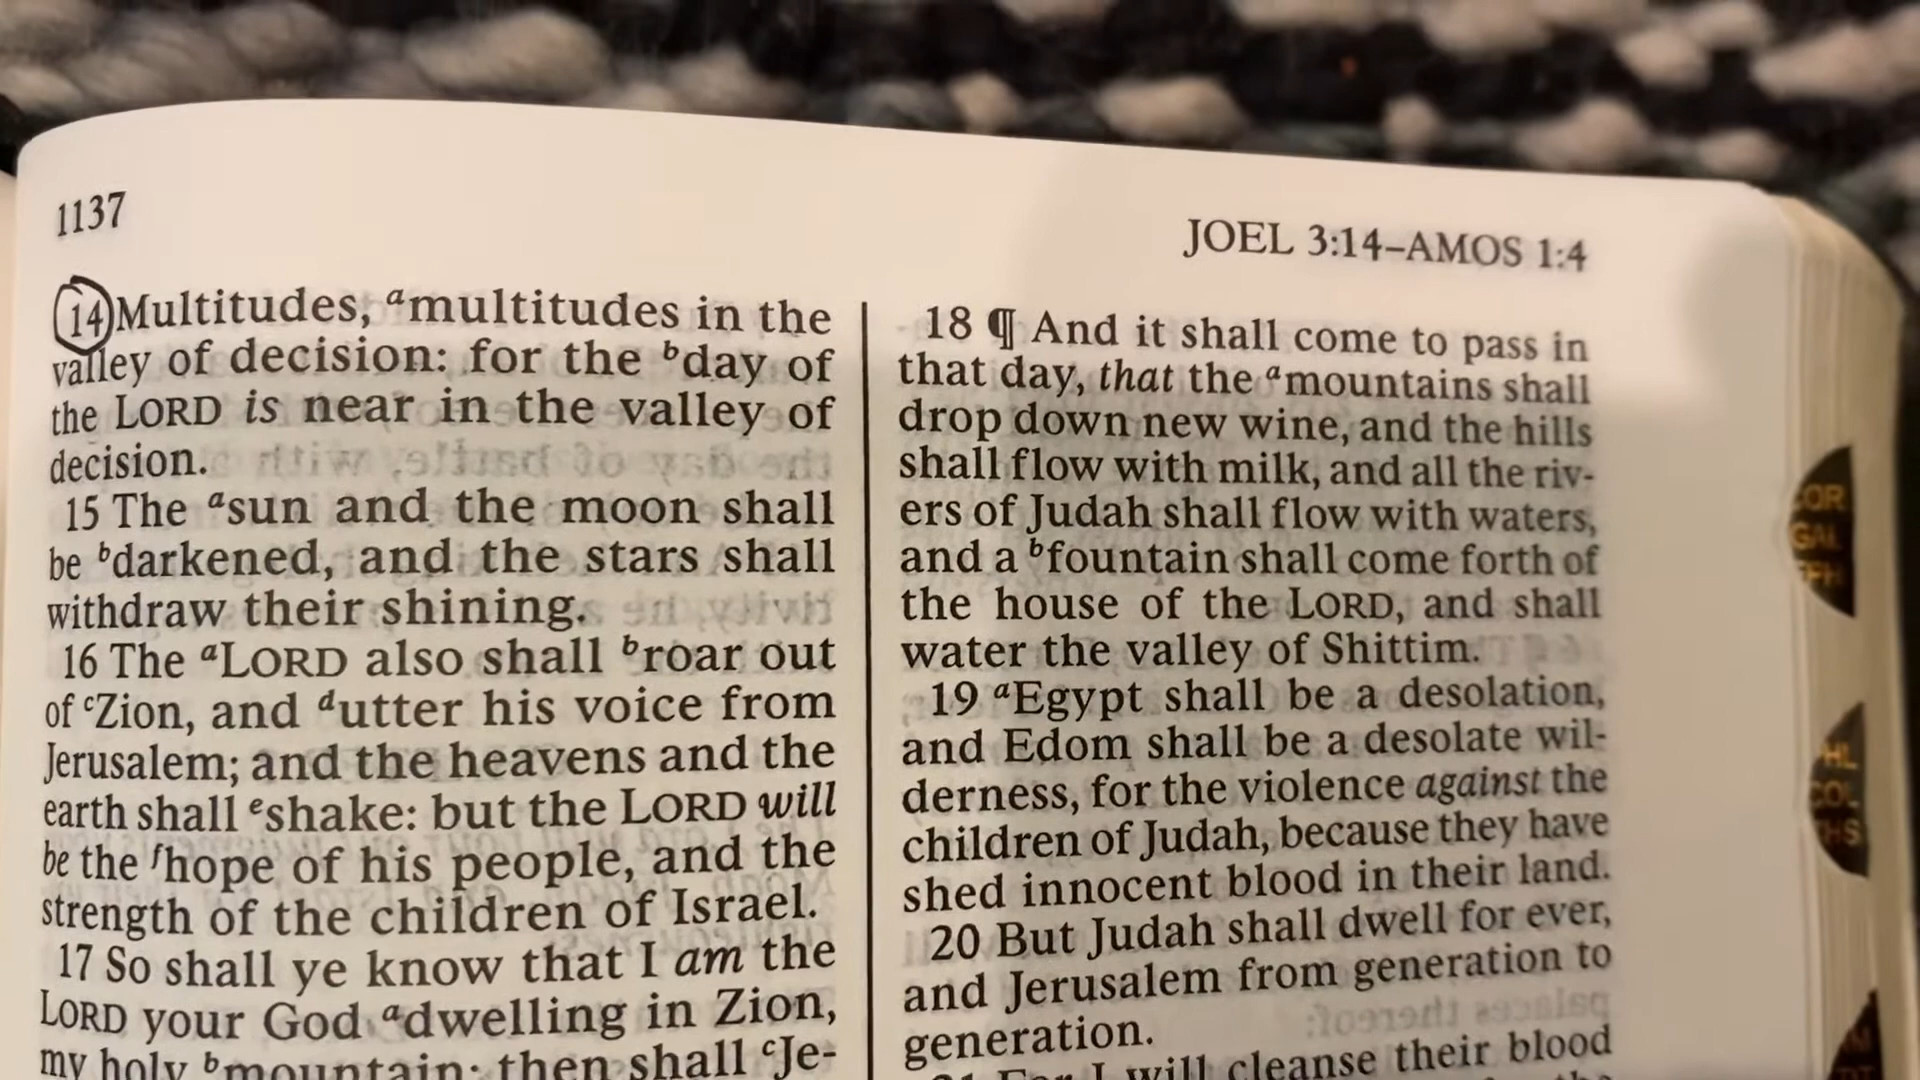 1137
JOEL 3:14–AMOS 1:4
14 Multitudes, ᵃmultitudes in the
valley of decision: for the ᵇday of
the LORD is near in the valley of
decision.
15 The ᵃsun and the moon shall
be ᵇdarkened, and the stars shall
withdraw their shining.
16 The ᵃLORD also shall ᵇroar out
of ᶜZion, and ᵈutter his voice from
Jerusalem; and the heavens and the
earth shall ᵉshake: but the LORD will
be the ᶠhope of his people, and the
strength of the children of Israel.
17 So shall ye know that I am the
LORD your God ᵃdwelling in Zion,
my holy ᵇmountain: then shall ᶜJe-
18 ¶ And it shall come to pass in
that day, that the ᵃmountains shall
drop down new wine, and the hills
shall flow with milk, and all the riv-
ers of Judah shall flow with waters,
and a ᵇfountain shall come forth of
the house of the LORD, and shall
water the valley of Shittim.
19 ᵃEgypt shall be a desolation,
and Edom shall be a desolate wil-
derness, for the violence against the
children of Judah, because they have
shed innocent blood in their land.
20 But Judah shall dwell for ever,
and Jerusalem from generation to
generation.
21 For I will cleanse their blood
COL